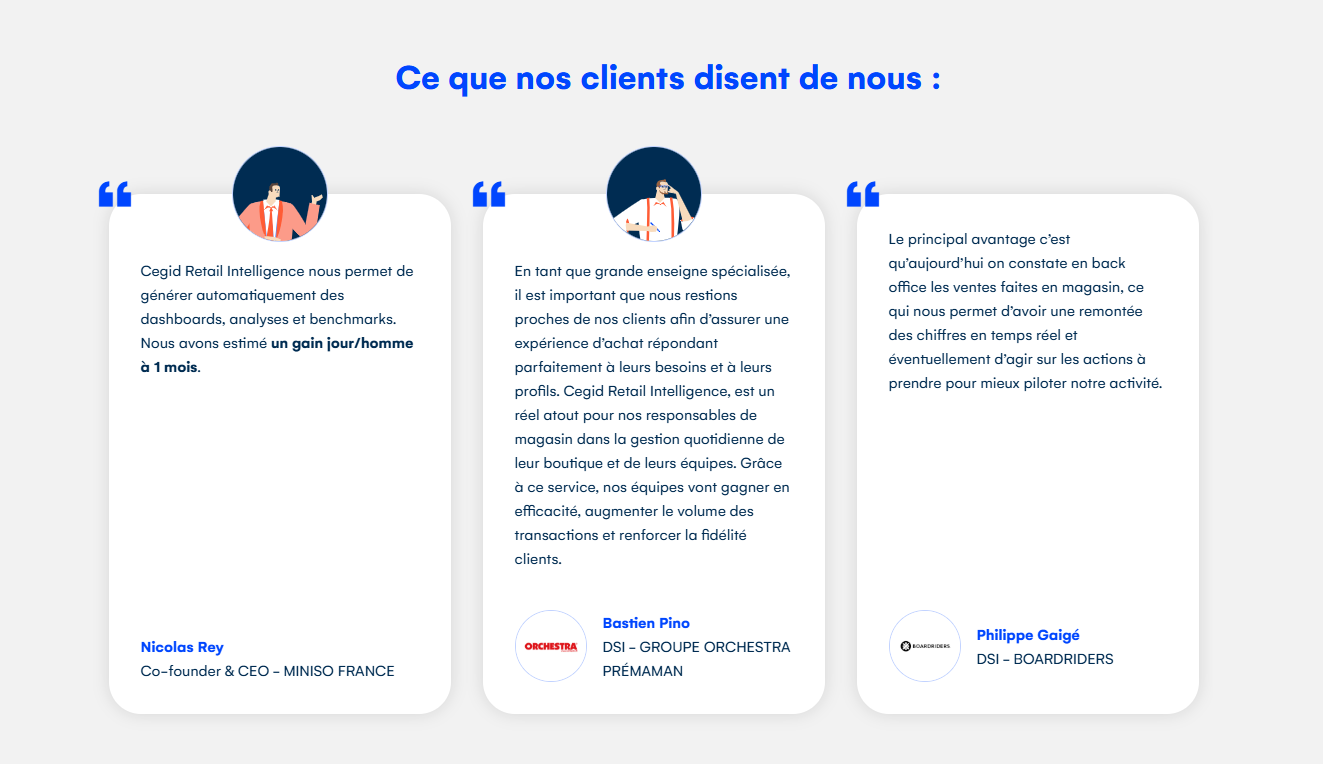 Ce que nos clients disent de nous :
Cegid Retail Intelligence nous permet de
générer automatiquement des
dashboards, analyses et benchmarks.
Nous avons estimé un gain jour/homme
à 1 mois.
Nicolas Rey
Co-founder & CEO - MINISO FRANCE
En tant que grande enseigne spécialisée,
il est important que nous restions
proches de nos clients afin d’assurer une
expérience d’achat répondant
parfaitement à leurs besoins et à leurs
profils. Cegid Retail Intelligence, est un
réel atout pour nos responsables de
magasin dans la gestion quotidienne de
leur boutique et de leurs équipes. Grâce
à ce service, nos équipes vont gagner en
efficacité, augmenter le volume des
transactions et renforcer la fidélité
clients.
ORCHESTRA
Bastien Pino
DSI - GROUPE ORCHESTRA
PRÉMAMAN
Le principal avantage c’est
qu’aujourd’hui on constate en back
office les ventes faites en magasin, ce
qui nous permet d’avoir une remontée
des chiffres en temps réel et
éventuellement d’agir sur les actions à
prendre pour mieux piloter notre activité.
BOARDRIDERS
Philippe Gaigé
DSI - BOARDRIDERS